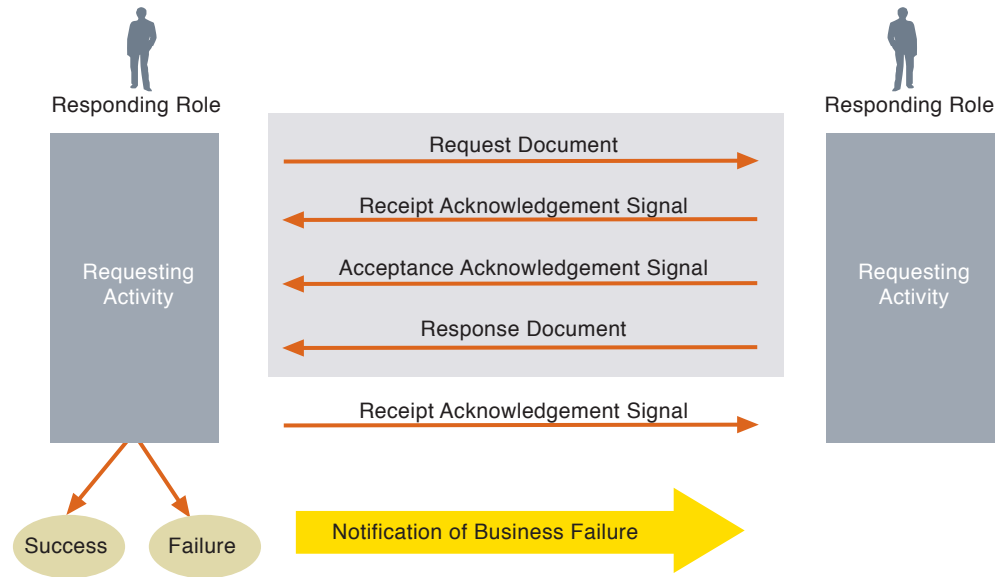 Responding Role
Responding Role
Request Document
Receipt Acknowledgement Signal
Requesting
Activity
Acceptance Acknowledgement Signal
Requesting
Activity
Response Document
Receipt Acknowledgement Signal
Success
Failure
Notification of Business Failure